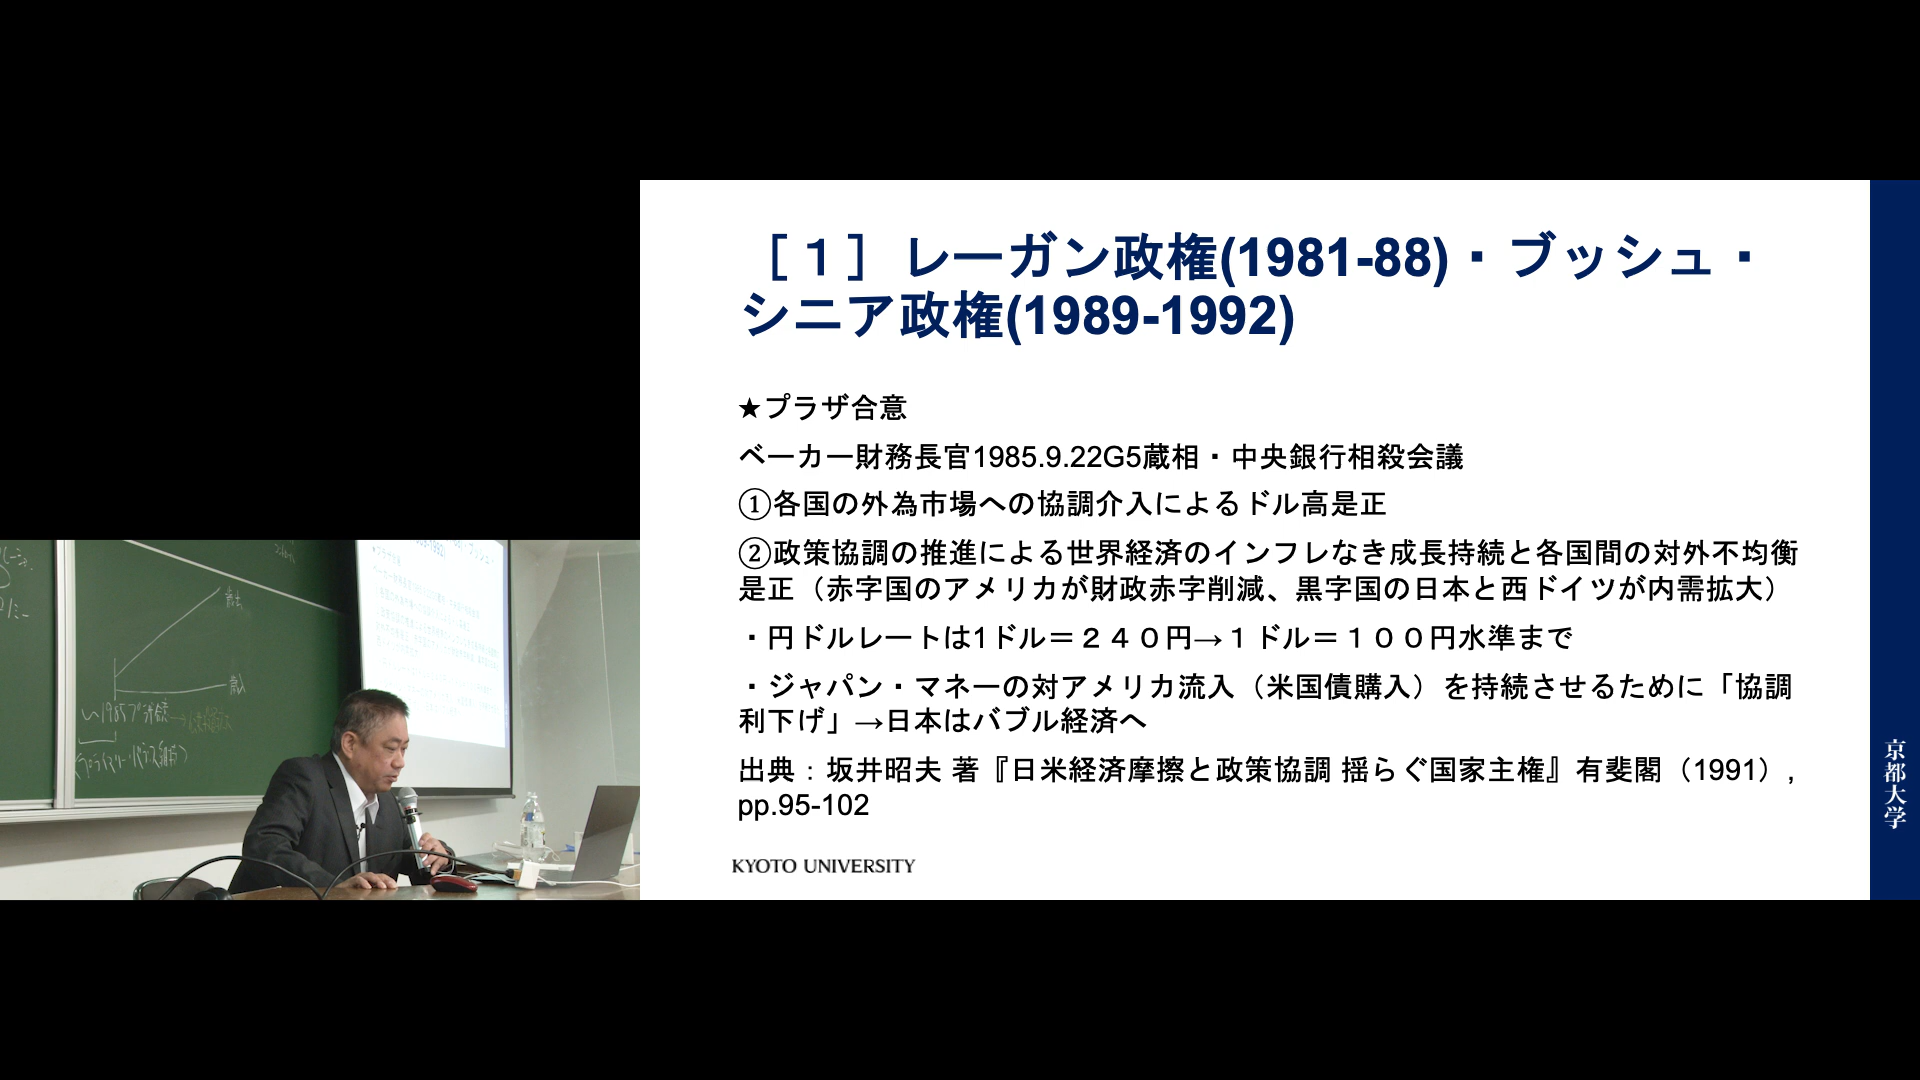 ［１］レーガン政権(1981-88)・ブッシュ・
シニア政権(1989-1992)
★プラザ合意
ベーカー財務長官1985.9.22G5蔵相・中央銀行相殺会議
①各国の外為市場への協調介入によるドル高是正
②政策協調の推進による世界経済のインフレなき成長持続と各国間の対外不均衡
是正（赤字国のアメリカが財政赤字削減、黒字国の日本と西ドイツが内需拡大）
・円ドルレートは1ドル＝２４０円→１ドル＝１００円水準まで
・ジャパン・マネーの対アメリカ流入（米国債購入）を持続させるために「協調
利下げ」→日本はバブル経済へ
出典：坂井昭夫 著『日米経済摩擦と政策協調 揺らぐ国家主権』有斐閣（1991）,
pp.95-102
KYOTO UNIVERSITY
京都大学
歳出
歳入
1985プラザ合意